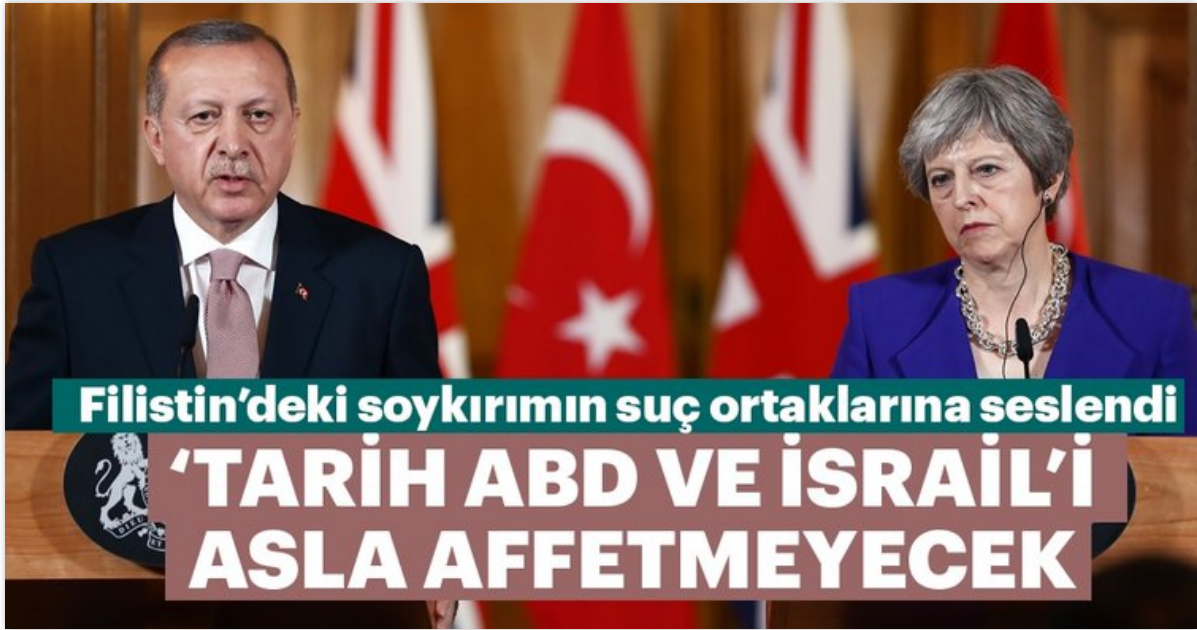 Filistin'deki soykırımın suç ortaklarına seslendi
‘TARİH ABD VE İSRAİL’İ
ASLA AFFETMEYECEK